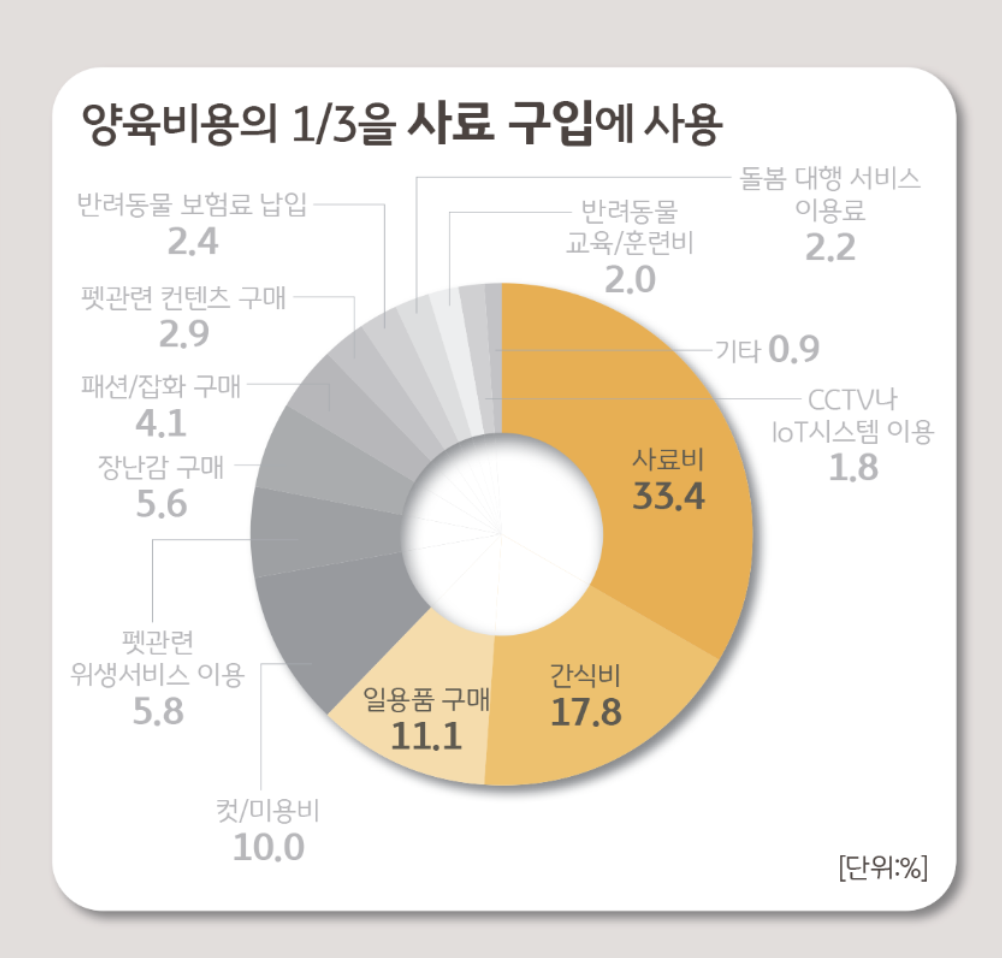 양육비용의 1/3을 사료 구입에 사용
돌봄 대행 서비스
이용료
2.2
반려동물 보험료 납입
2.4
반려동물
교육/훈련비
2.0
펫관련 컨텐츠 구매
2.9
기타 0.9
패션/잡화 구매
4.1
CCTV나
IoT시스템 이용
1.8
장난감 구매
5.6
사료비
33.4
펫관련
위생서비스 이용
5.8
간식비
17.8
일용품 구매
11.1
컷/미용비
10.0
[단위:%]